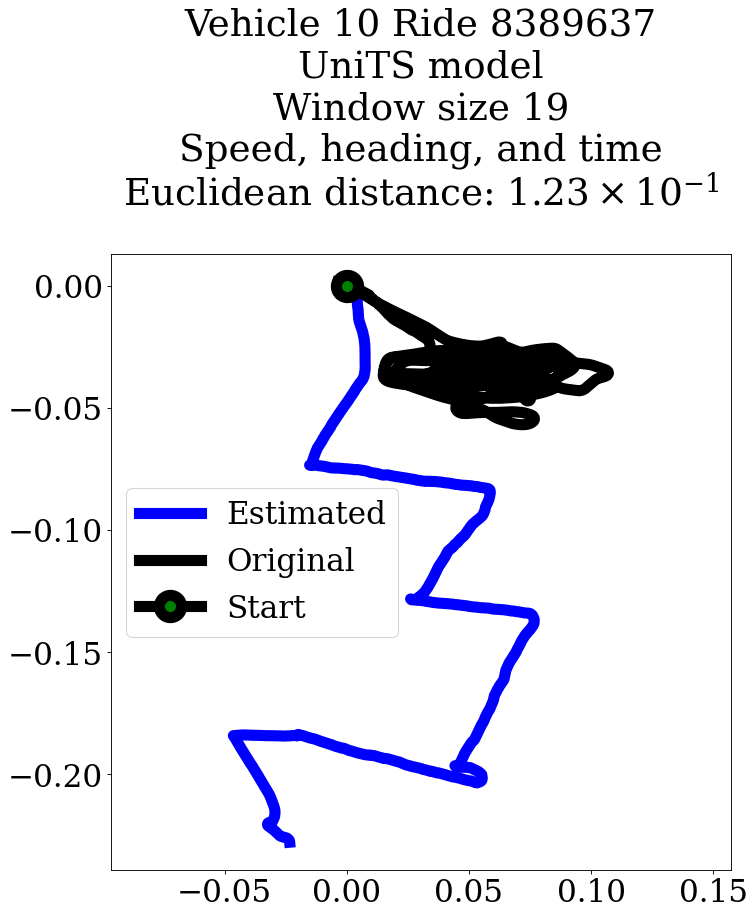 Vehicle 10 Ride 8389637
UniTS model
Window size 19
Speed, heading, and time
Euclidean distance: 1.23 × 10⁻¹
0.00
−0.05
−0.10
−0.15
−0.20
Estimated
Original
Start
−0.05 0.00 0.05 0.10 0.15